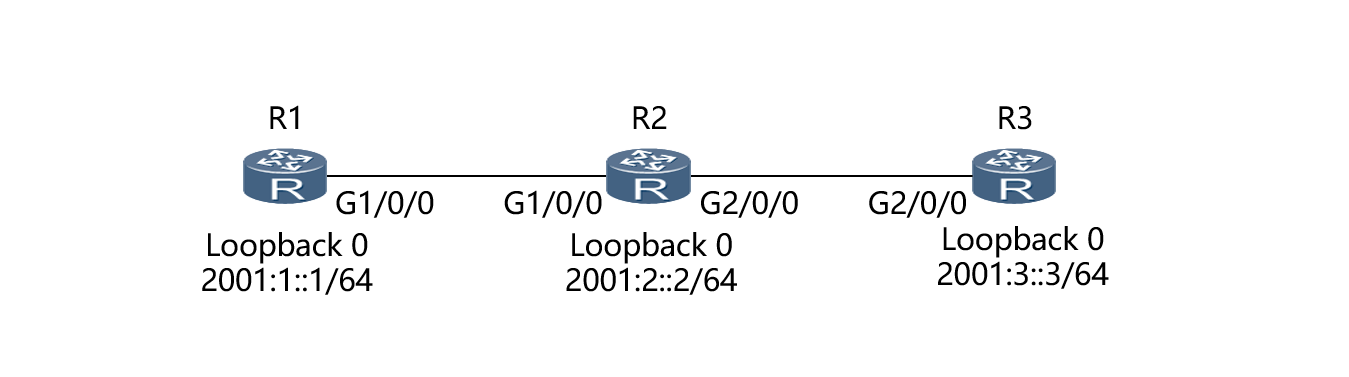 R1
R2
R3
R
R
R
G1/0/0
G1/0/0
G2/0/0
G2/0/0
Loopback 0
2001:1::1/64
Loopback 0
2001:2::2/64
Loopback 0
2001:3::3/64